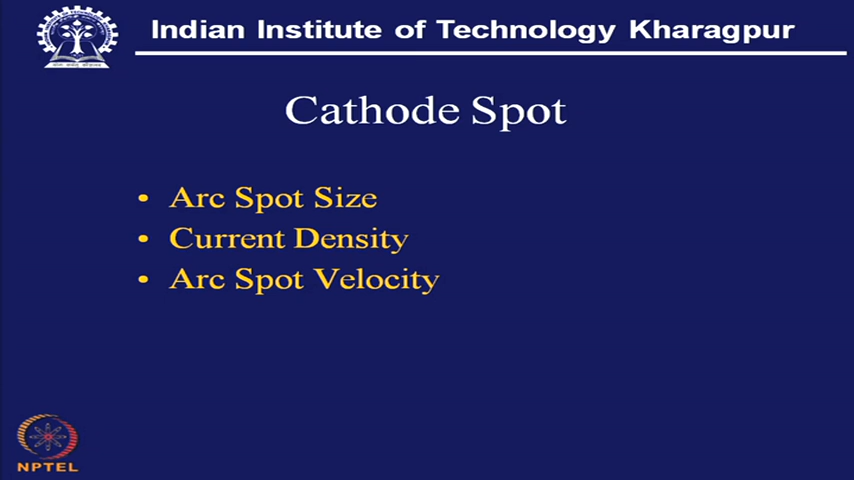 Indian Institute of Technology Kharagpur
Cathode Spot
• Arc Spot Size
• Current Density
• Arc Spot Velocity
NPTEL